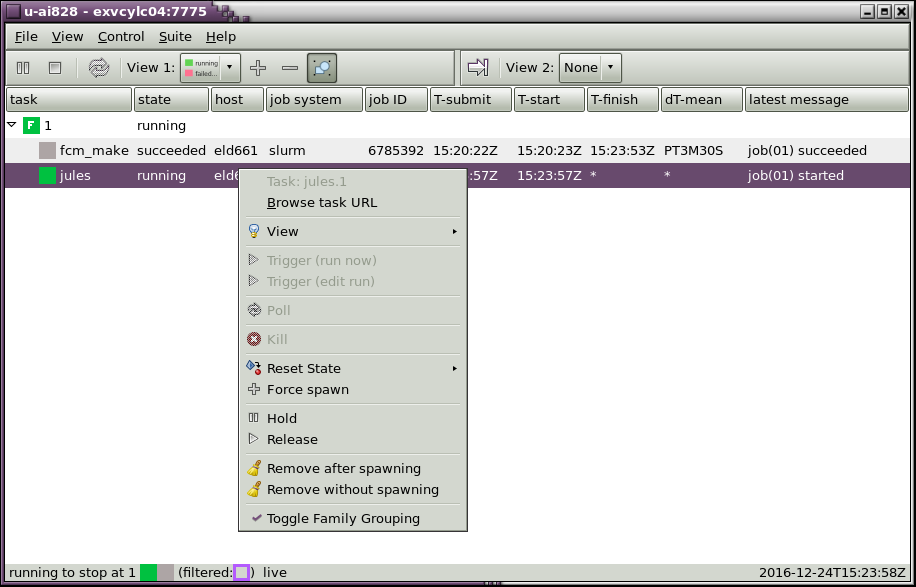 u-ai828 - exvcylc04:7775
File View Control Suite Help
View 1: running failed... View 2: None
task state host job system job ID T-submit T-start T-finish dT-mean latest message
F 1 running
fcm_make succeeded eld661 slurm 6785392 15:20:22Z 15:20:23Z 15:23:53Z PT3M30S job(01) succeeded
jules running :57Z 15:23:57Z * * job(01) started
Task: jules.1
Browse task URL
View
Trigger (run now)
Trigger (edit run)
Poll
Kill
Reset State
Force spawn
Hold
Release
Remove after spawning
Remove without spawning
Toggle Family Grouping
running to stop at 1 (filtered: ) live 2016-12-24T15:23:58Z